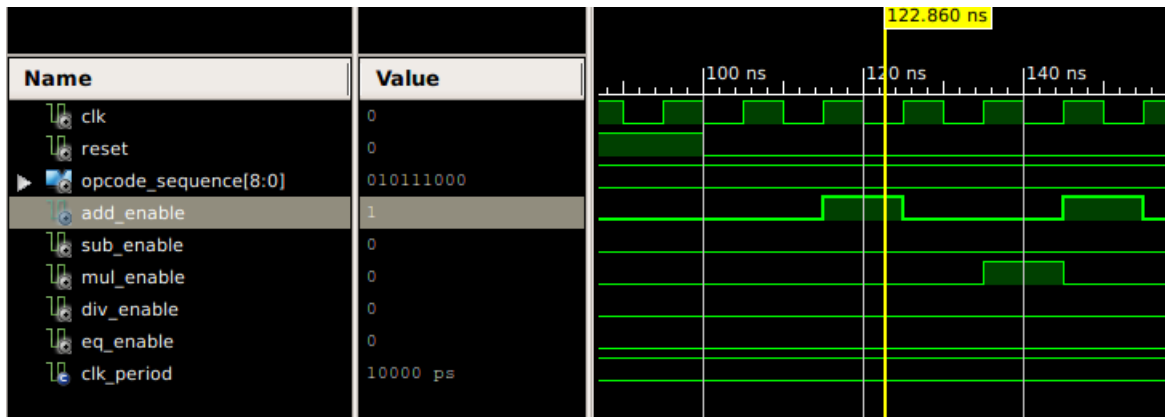 122.860 ns
Name Value
100 ns 120 ns 140 ns
clk 0
reset 0
opcode_sequence[8:0] 010111000
add_enable 1
sub_enable 0
mul_enable 0
div_enable 0
eq_enable 0
clk_period 10000 ps